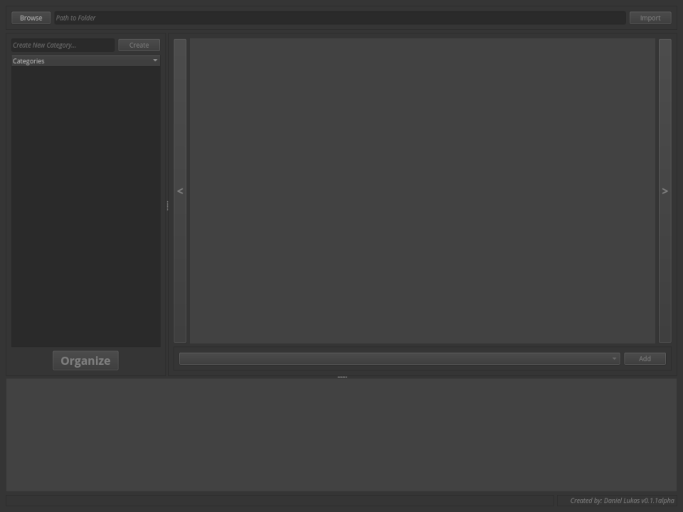 Browse Path to Folder Import
Create New Category... Create
Categories
< >
Organize
Add
Created by: Daniel Lukas v0.1.1alpha